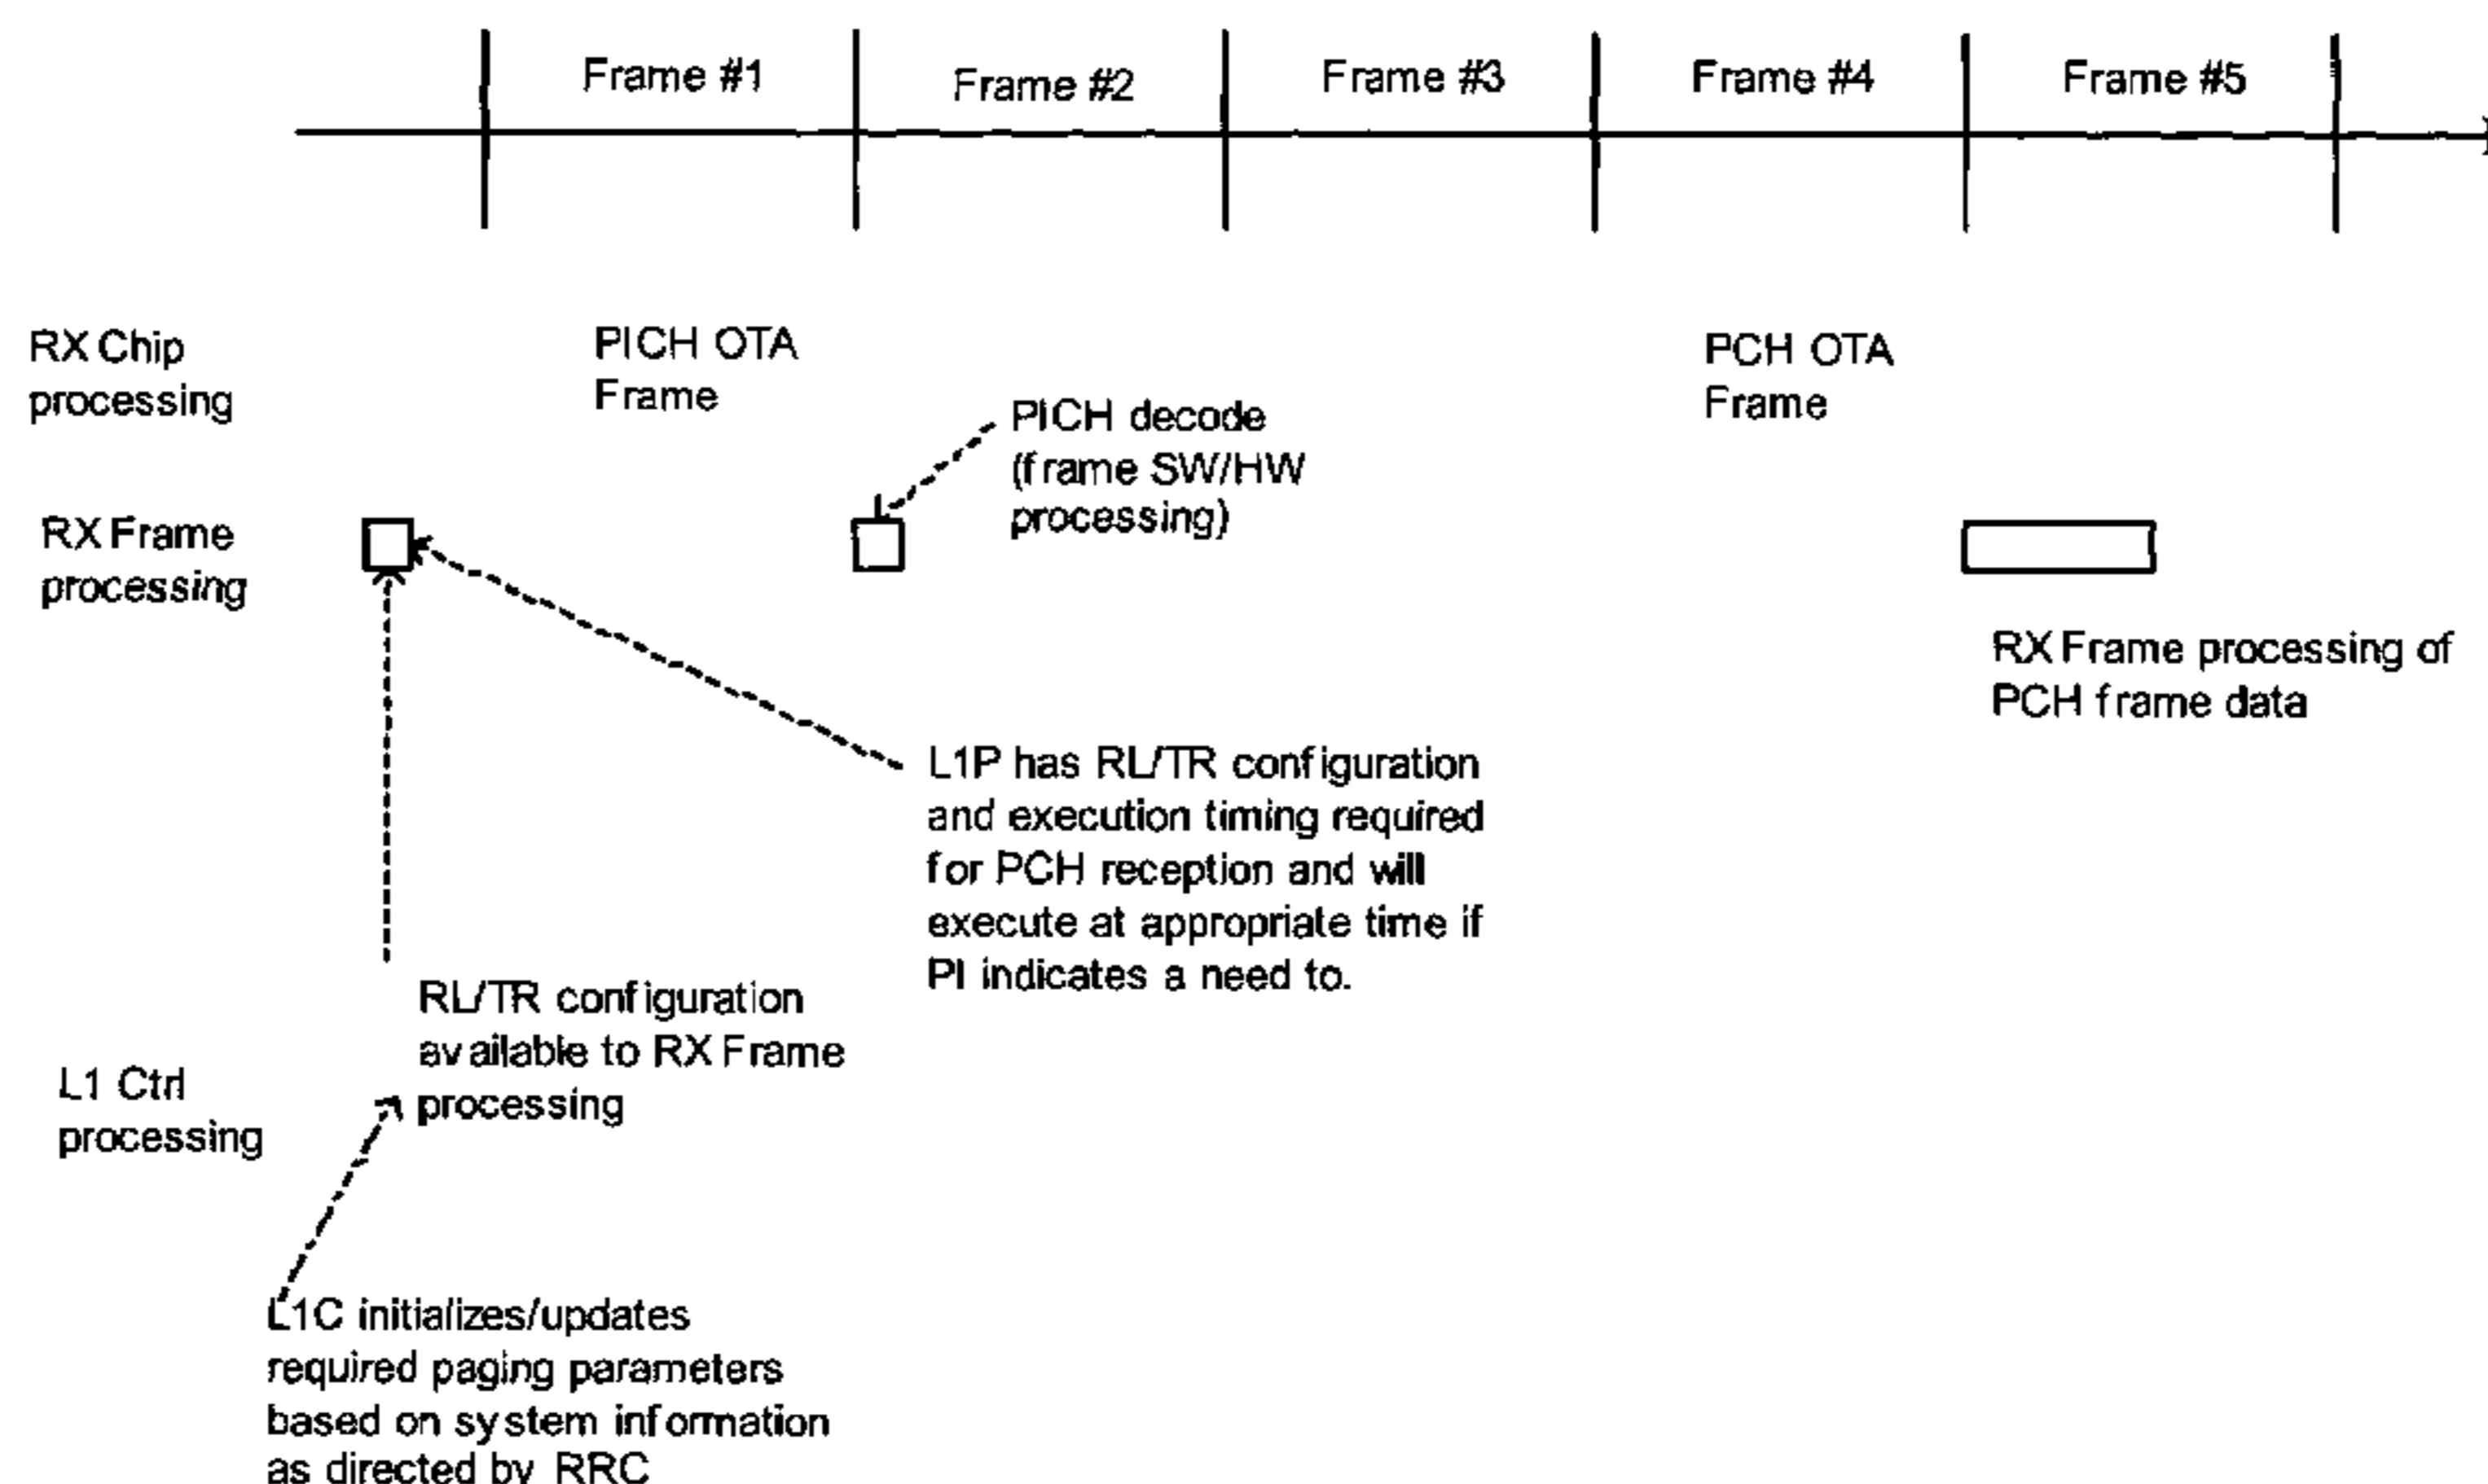 Frame #1
Frame #2
Frame #3
Frame #4
Frame #5
RX Chip
processing
PICH OTA
Frame
PCH OTA
Frame
PICH decode
(frame SW/HW
processing)
RX Frame
processing
RX Frame processing of
PCH frame data
L1P has RL/TR configuration
and execution timing required
for PCH reception and will
execute at appropriate time if
PI indicates a need to.
RL/TR configuration
available to RX Frame
processing
L1 Ctrl
processing
L1C initializes/updates
required paging parameters
based on system information
as directed by RRC